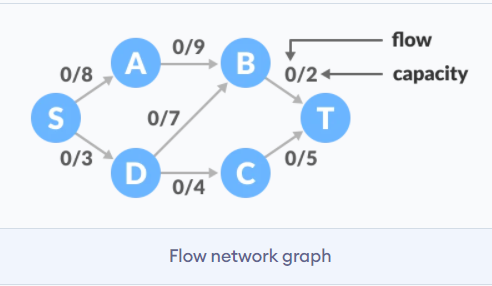 flow
0/9
A
B
0/8
0/2
capacity
S
0/7
T
0/3
D
0/4
C
0/5
Flow network graph